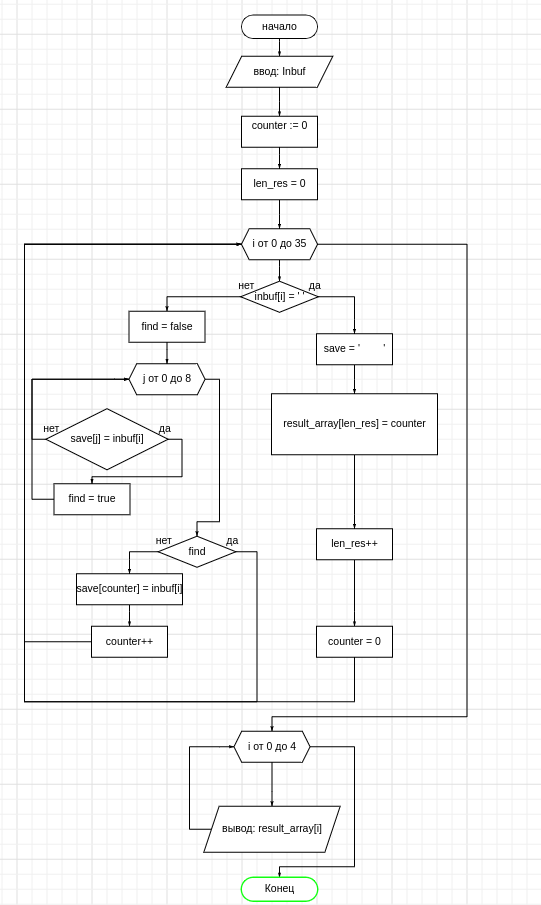 начало
ввод: Inbuf
counter := 0
len_res = 0
i от 0 до 35
нет
inbuf[i] = ' '
да
find = false
save = '        '
j от 0 до 8
result_array[len_res] = counter
нет
save[j] = inbuf[i]
да
find = true
нет
find
да
len_res++
save[counter] = inbuf[i]
counter++
counter = 0
i от 0 до 4
вывод: result_array[i]
Конец